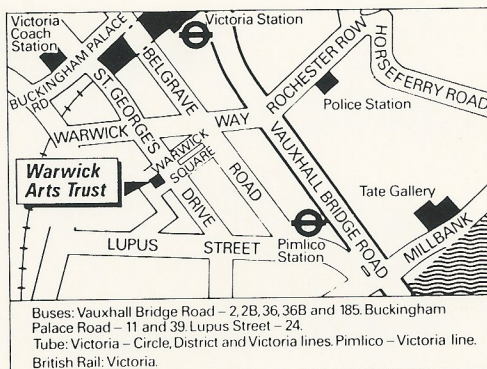 Victoria
Coach
Station
Victoria Station
BUCKINGHAM PALACE
RD
BELGRAVE
ROAD
ST. GEORGE'S
DRIVE
ROCHESTER ROW
HORSEFERRY ROAD
Police Station
WARWICK
WAY
WARWICK
SQUARE
VAUXHALL BRIDGE ROAD
Warwick
Arts Trust
Tate Gallery
MILLBANK
LUPUS
STREET
Pimlico
Station
Buses: Vauxhall Bridge Road – 2, 2B, 36, 36B and 185. Buckingham
Palace Road – 11 and 39. Lupus Street – 24.
Tube: Victoria – Circle, District and Victoria lines. Pimlico – Victoria line.
British Rail: Victoria.